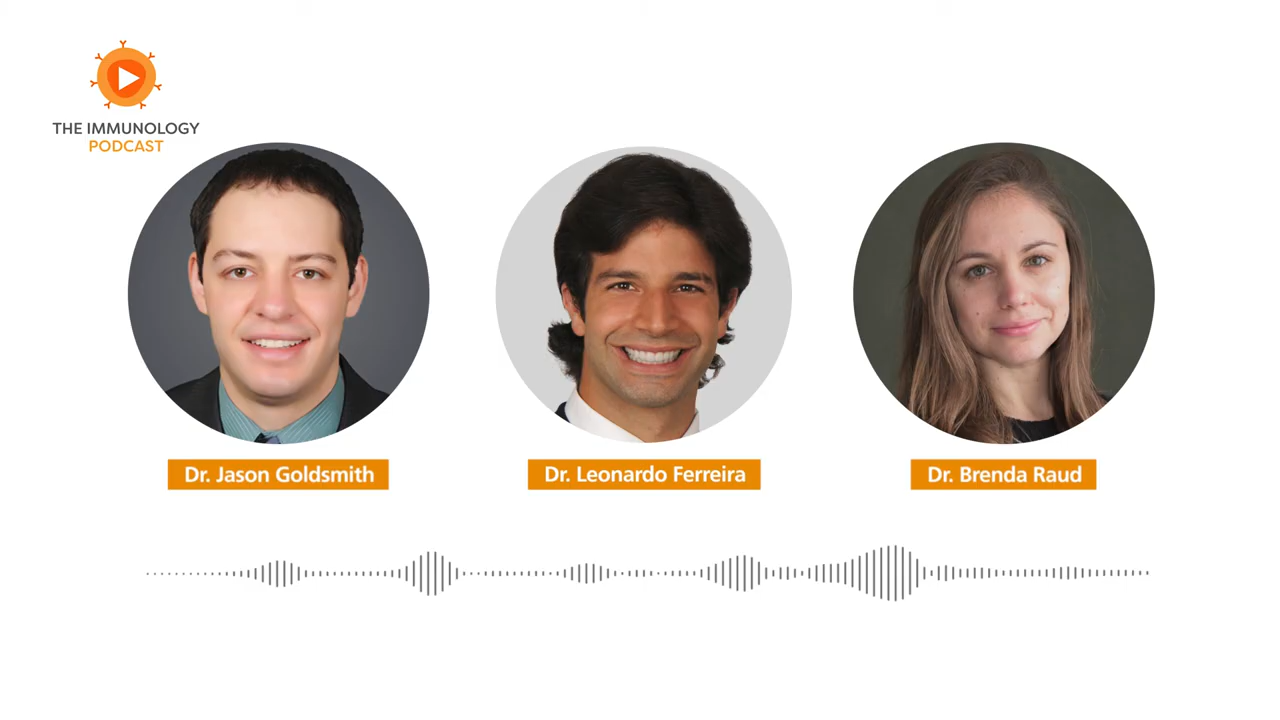 THE IMMUNOLOGY
PODCAST
Dr. Jason Goldsmith
Dr. Leonardo Ferreira
Dr. Brenda Raud